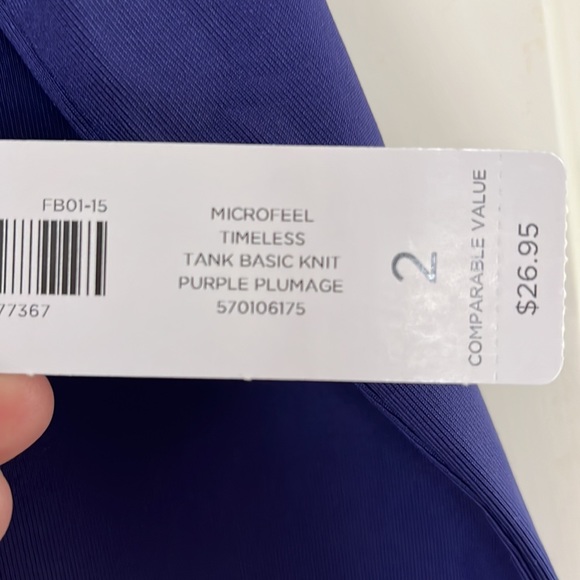 FB01-15
77367
MICROFEEL
TIMELESS
TANK BASIC KNIT
PURPLE PLUMAGE
570106175
2
COMPARABLE VALUE
$26.95